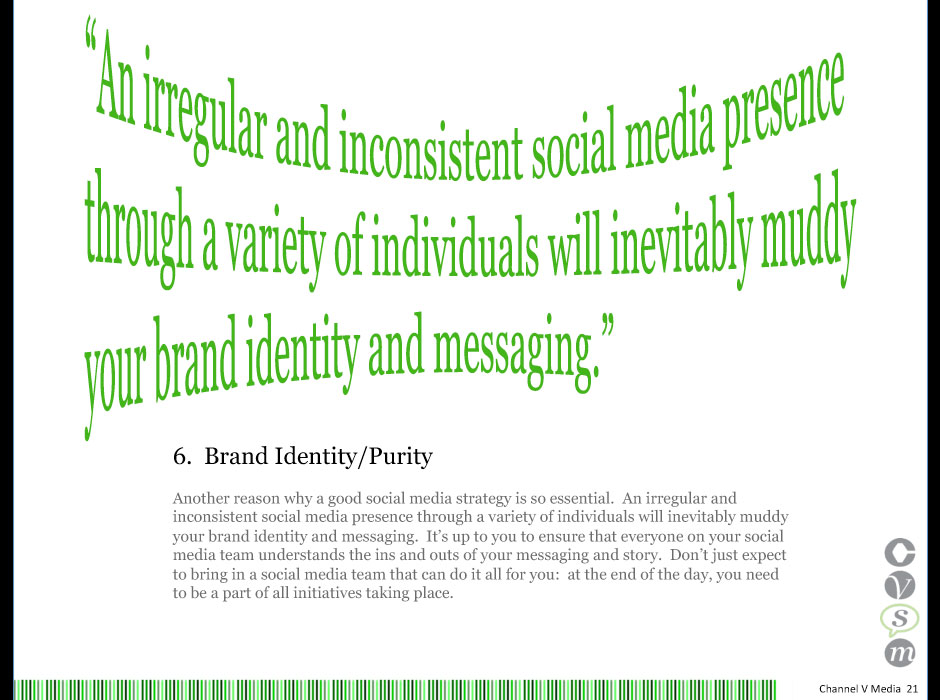 “An irregular and inconsistent social media presence
through a variety of individuals will inevitably muddy
your brand identity and messaging.”
6.  Brand Identity/Purity
Another reason why a good social media strategy is so essential.  An irregular and
inconsistent social media presence through a variety of individuals will inevitably muddy
your brand identity and messaging.  It’s up to you to ensure that everyone on your social
media team understands the ins and outs of your messaging and story.  Don’t just expect
to bring in a social media team that can do it all for you:  at the end of the day, you need
to be a part of all initiatives taking place.
C
V
S
m
Channel V Media  21